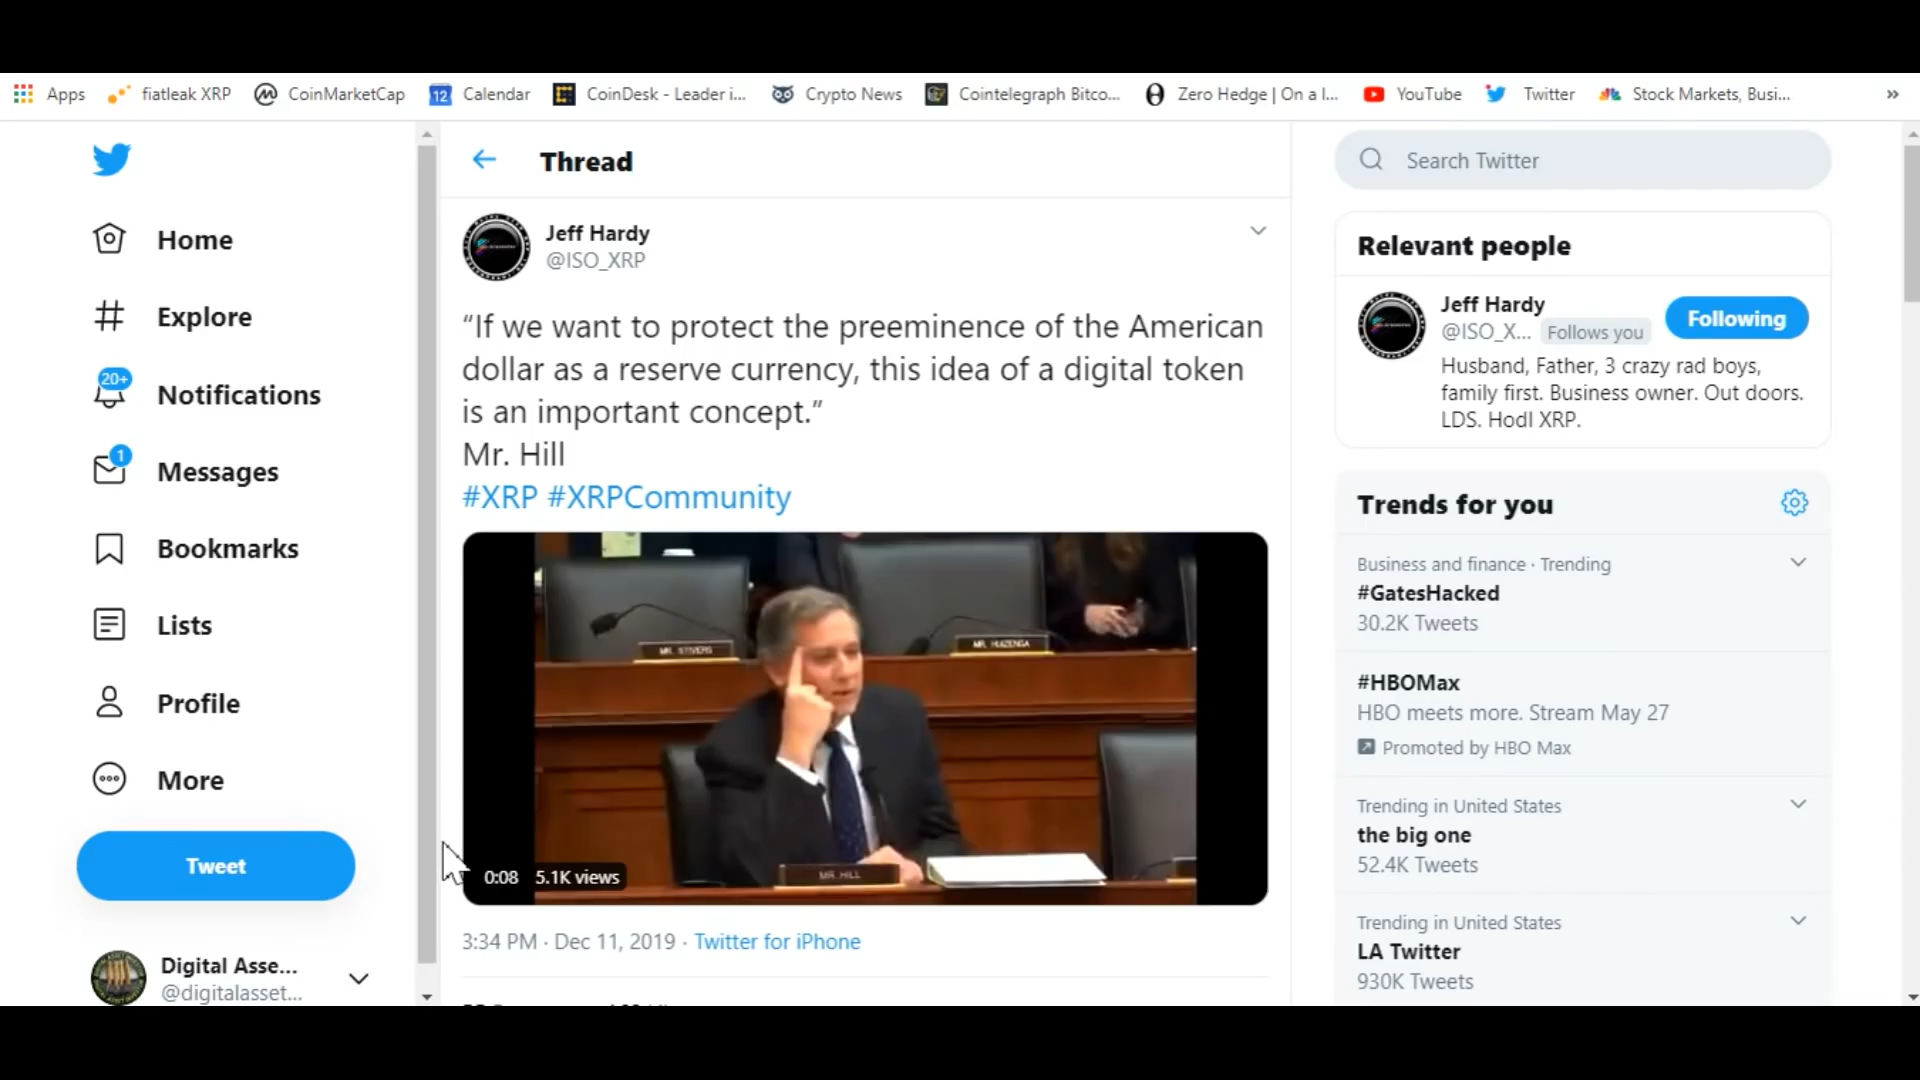 Apps
fiatleak XRP
CoinMarketCap
12
Calendar
CoinDesk - Leader i...
Crypto News
Cointelegraph Bitco...
Zero Hedge | On a l...
YouTube
Twitter
Stock Markets, Busi...
»
Home
Explore
20+
Notifications
1
Messages
Bookmarks
Lists
Profile
More
Tweet
Digital Asse...
@digitalasset...
Thread
Jeff Hardy
@ISO_XRP
“If we want to protect the preeminence of the American
dollar as a reserve currency, this idea of a digital token
is an important concept.”
Mr. Hill
#XRP #XRPCommunity
MR. STIVERS
MR. HUIZENGA
MR. HILL
0:08 5.1K views
3:34 PM · Dec 11, 2019 · Twitter for iPhone
Search Twitter
Relevant people
Jeff Hardy
@ISO_X... Follows you
Following
Husband, Father, 3 crazy rad boys,
family first. Business owner. Out doors.
LDS. Hodl XRP.
Trends for you
Business and finance · Trending
#GatesHacked
30.2K Tweets
#HBOMax
HBO meets more. Stream May 27
Promoted by HBO Max
Trending in United States
the big one
52.4K Tweets
Trending in United States
LA Twitter
930K Tweets